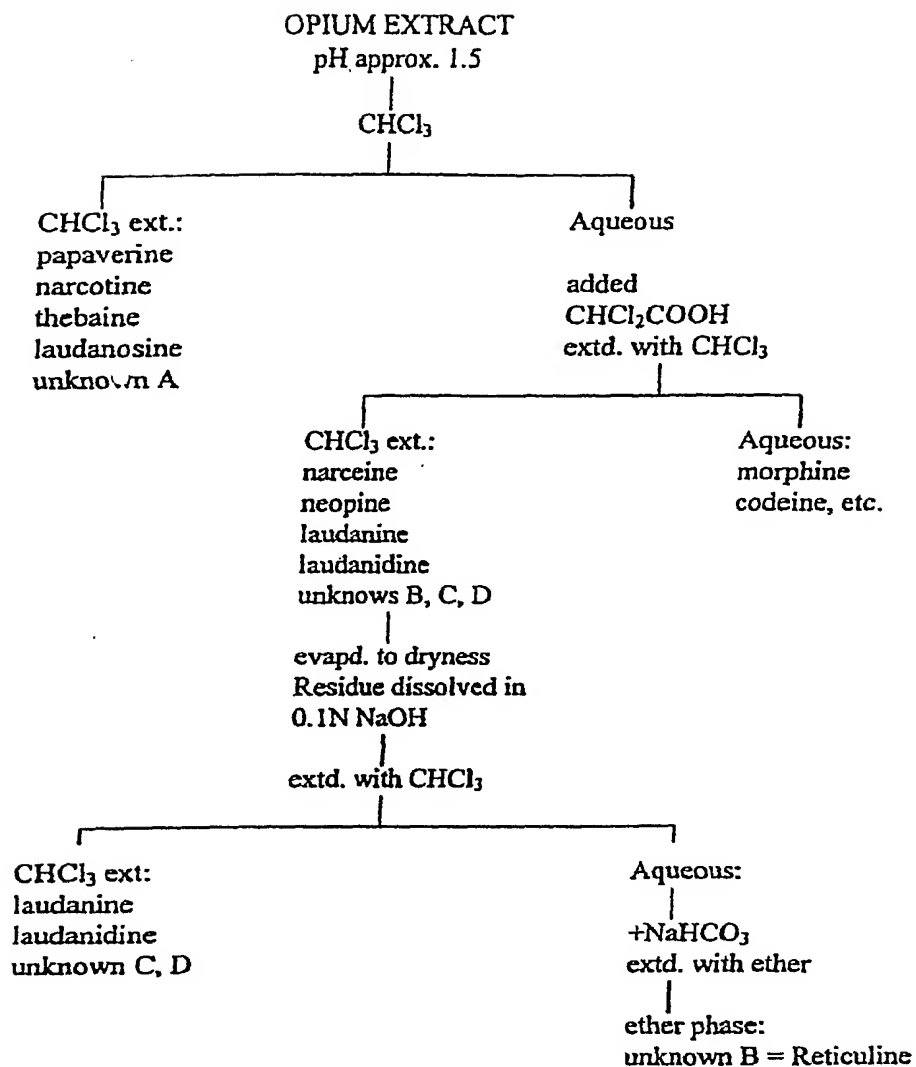 OPIUM EXTRACT
pH approx. 1.5
CHCl₃
CHCl₃ ext.:
papaverine
narcotine
thebaine
laudanosine
unknown A
Aqueous
added
CHCl₂COOH
extd. with CHCl₃
CHCl₃ ext.:
narceine
neopine
laudanine
laudanidine
unknows B, C, D
Aqueous:
morphine
codeine, etc.
evapd. to dryness
Residue dissolved in
0.1N NaOH
extd. with CHCl₃
CHCl₃ ext:
laudanine
laudanidine
unknown C, D
Aqueous:
+NaHCO₃
extd. with ether
ether phase:
unknown B = Reticuline